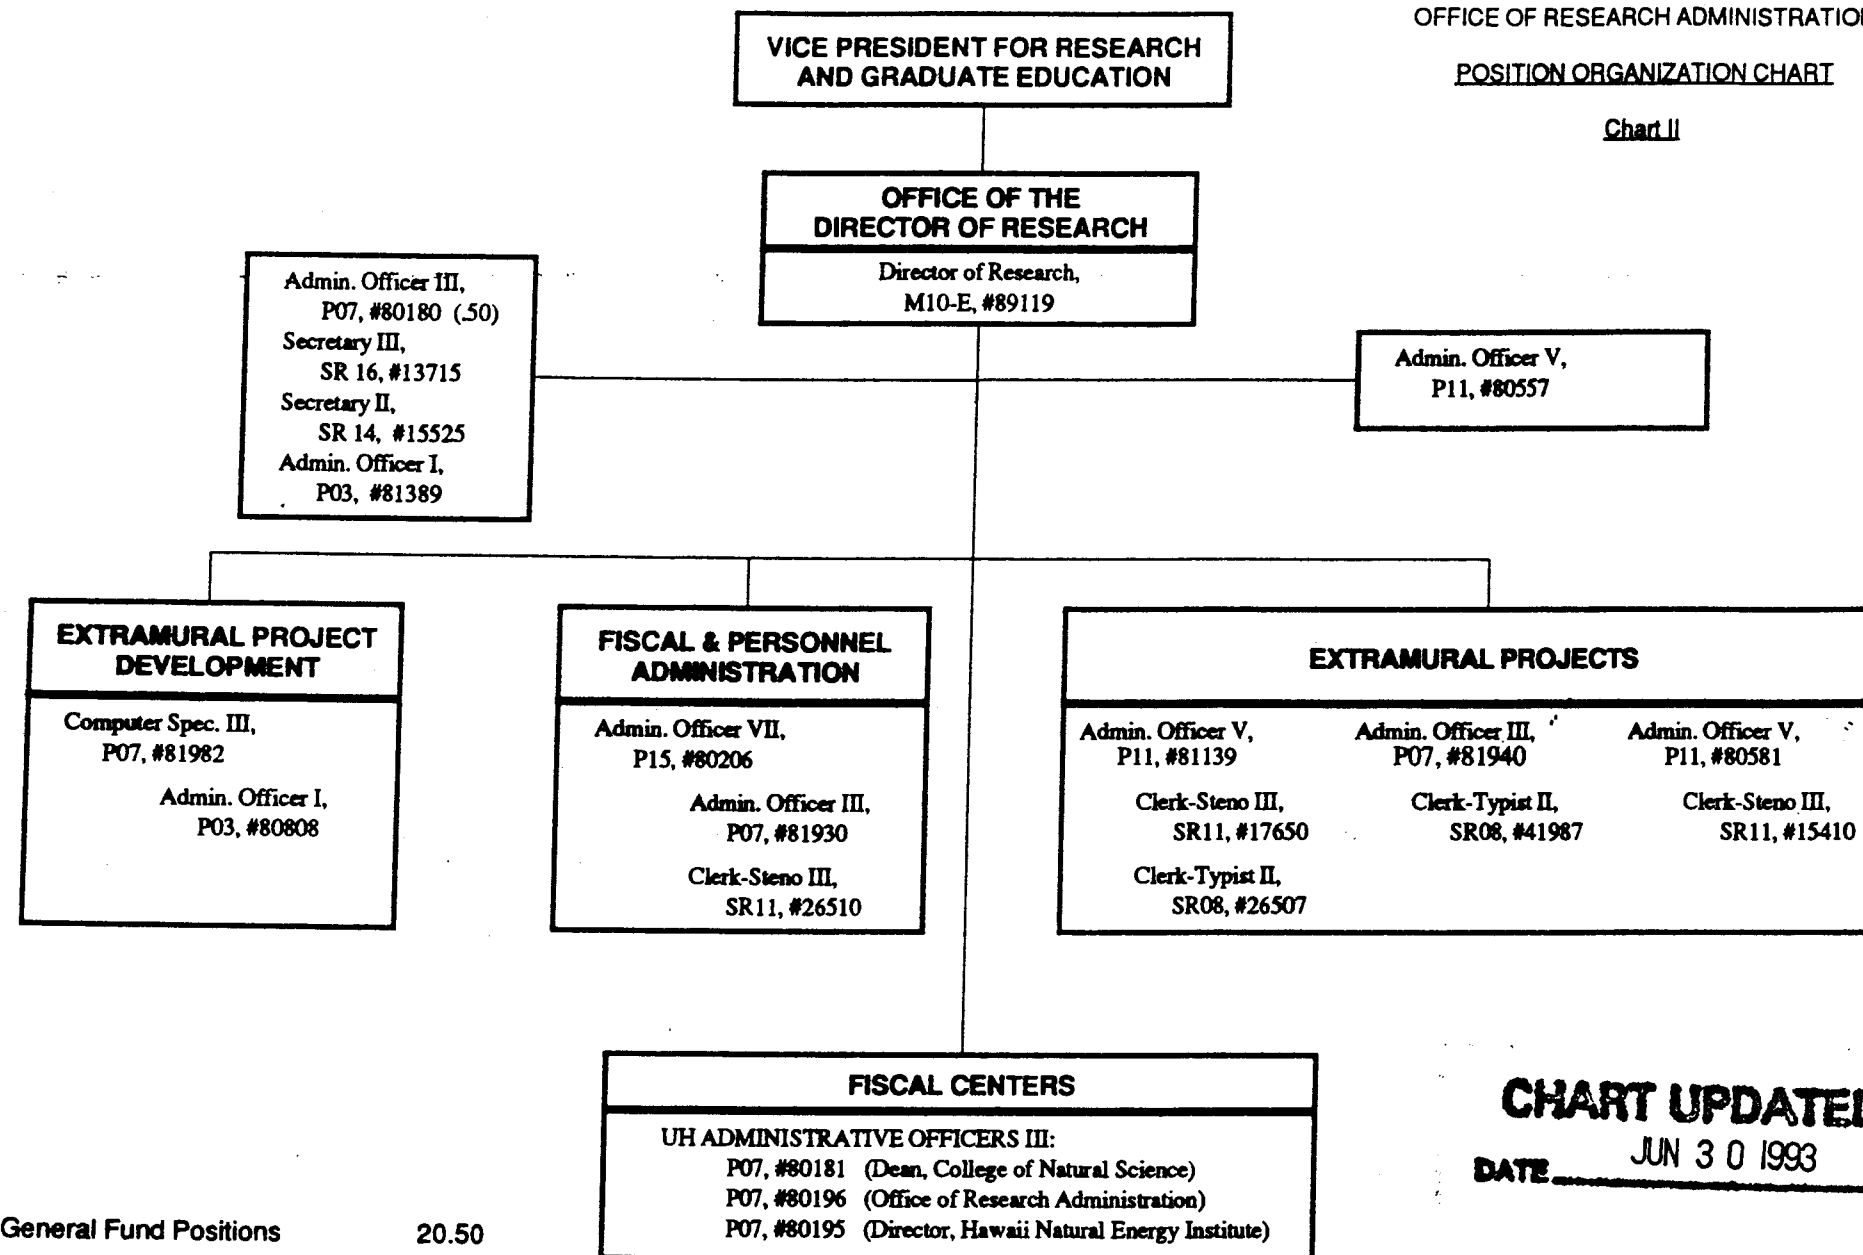 OFFICE OF RESEARCH ADMINISTRATION
POSITION ORGANIZATION CHART
Chart II
VICE PRESIDENT FOR RESEARCH
AND GRADUATE EDUCATION
OFFICE OF THE
DIRECTOR OF RESEARCH
Director of Research,
M10-E, #89119
Admin. Officer III,
P07, #80180 (.50)
Secretary III,
SR 16, #13715
Secretary II,
SR 14, #15525
Admin. Officer I,
P03, #81389
Admin. Officer V,
P11, #80557
EXTRAMURAL PROJECT
DEVELOPMENT
Computer Spec. III,
P07, #81982
Admin. Officer I,
P03, #80808
FISCAL & PERSONNEL
ADMINISTRATION
Admin. Officer VII,
P15, #80206
Admin. Officer III,
P07, #81930
Clerk-Steno III,
SR11, #26510
EXTRAMURAL PROJECTS
Admin. Officer V,
P11, #81139
Clerk-Steno III,
SR11, #17650
Clerk-Typist II,
SR08, #26507
Admin. Officer III,
P07, #81940
Clerk-Typist II,
SR08, #41987
Admin. Officer V,
P11, #80581
Clerk-Steno III,
SR11, #15410
FISCAL CENTERS
UH ADMINISTRATIVE OFFICERS III:
P07, #80181 (Dean, College of Natural Science)
P07, #80196 (Office of Research Administration)
P07, #80195 (Director, Hawaii Natural Energy Institute)
CHART UPDATED
DATE JUN 30 1993
General Fund Positions 20.50